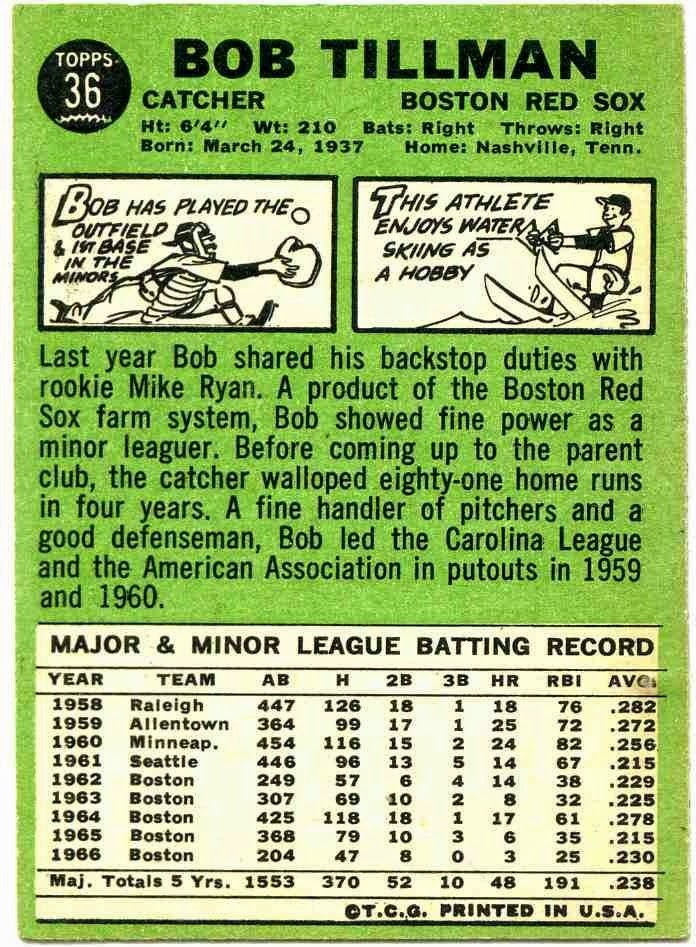 TOPPS
36
BOB TILLMAN
CATCHER BOSTON RED SOX
Ht: 6'4" Wt: 210 Bats: Right Throws: Right
Born: March 24, 1937 Home: Nashville, Tenn.
BOB HAS PLAYED THE
OUTFIELD
& 1ST BASE
IN THE
MINORS
THIS ATHLETE
ENJOYS WATER
SKIING AS
A HOBBY
Last year Bob shared his backstop duties with
rookie Mike Ryan. A product of the Boston Red
Sox farm system, Bob showed fine power as a
minor leaguer. Before coming up to the parent
club, the catcher walloped eighty-one home runs
in four years. A fine handler of pitchers and a
good defenseman, Bob led the Carolina League
and the American Association in putouts in 1959
and 1960.
MAJOR & MINOR LEAGUE BATTING RECORD
YEAR TEAM AB H 2B 3B HR RBI AVG.
1958 Raleigh 447 126 18 1 18 76 .282
1959 Allentown 364 99 17 1 25 72 .272
1960 Minneap. 454 116 15 2 24 82 .256
1961 Seattle 446 96 13 5 14 67 .215
1962 Boston 249 57 6 4 14 38 .229
1963 Boston 307 69 10 2 8 32 .225
1964 Boston 425 118 18 1 17 61 .278
1965 Boston 368 79 10 3 6 35 .215
1966 Boston 204 47 8 0 3 25 .230
Maj. Totals 5 Yrs. 1553 370 52 10 48 191 .238
©T.C.G. PRINTED IN U.S.A.